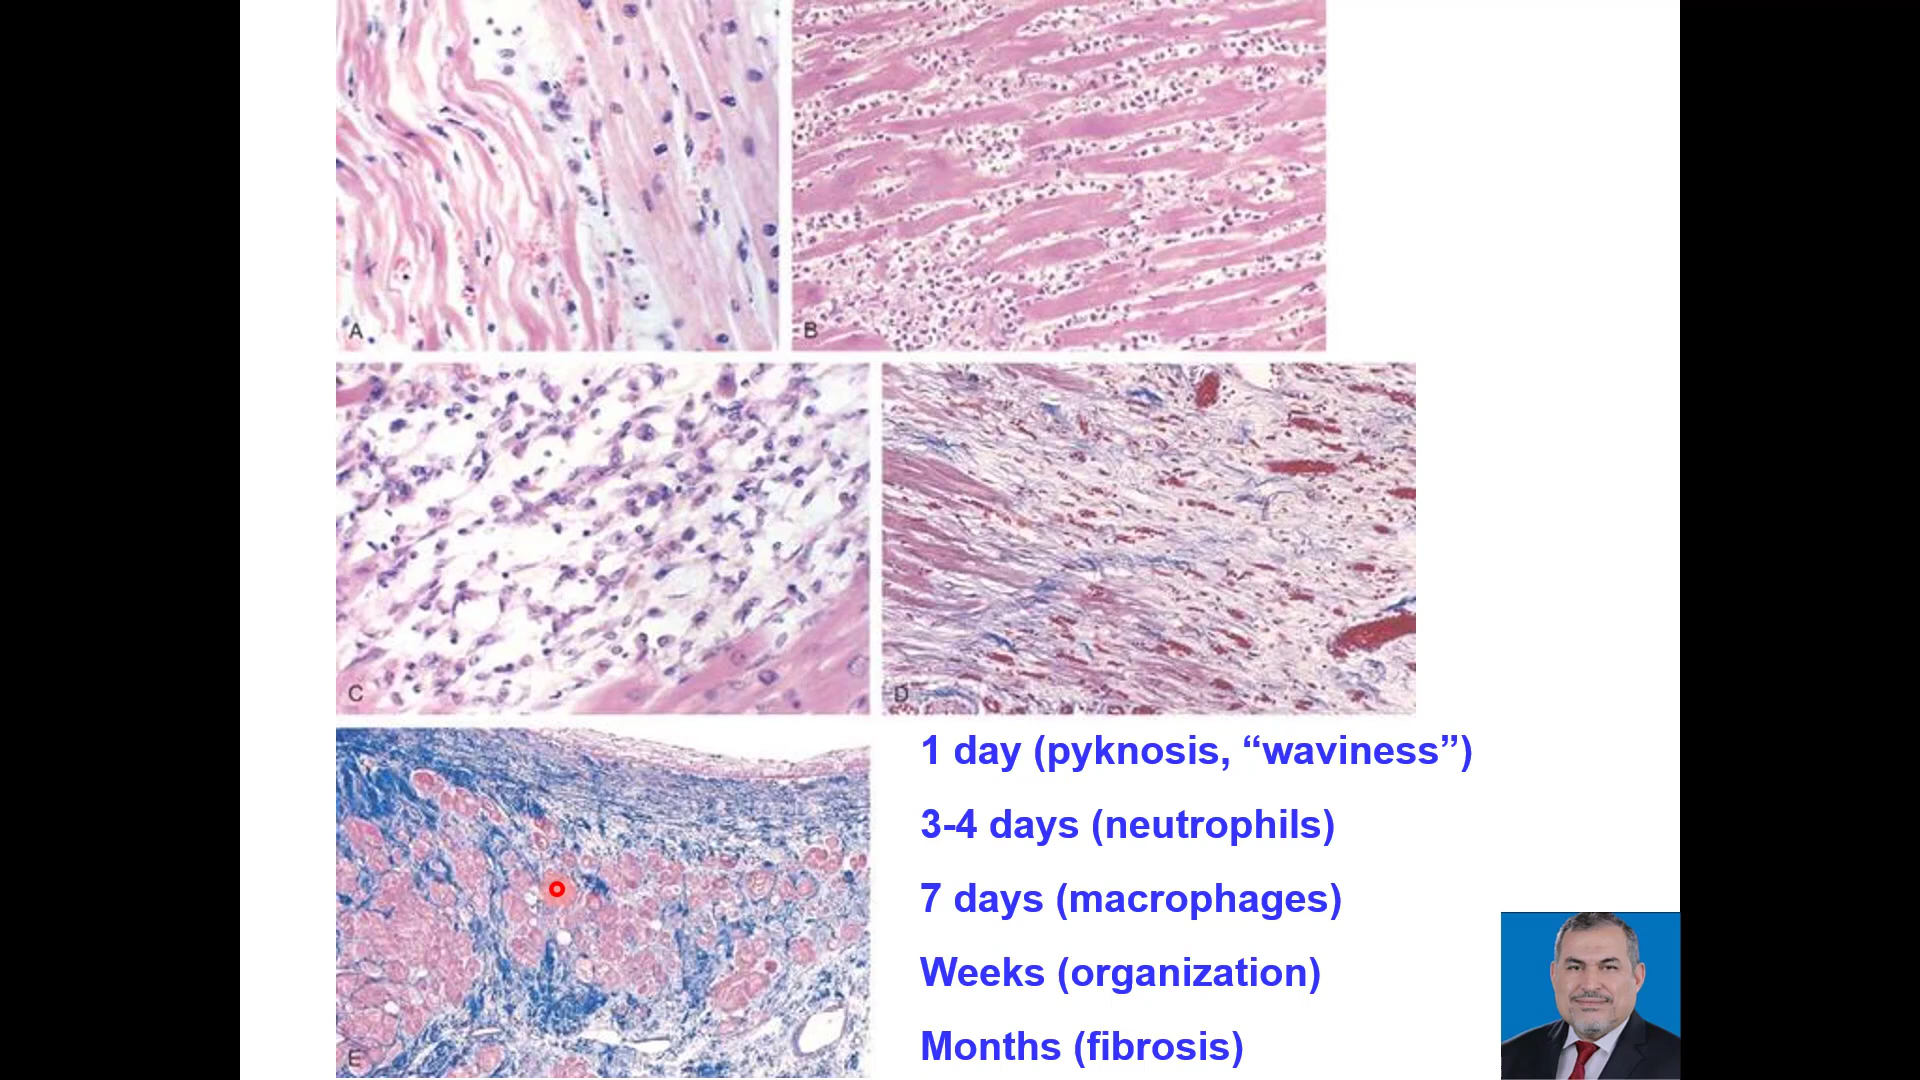 A
B
C
D
E
1 day (pyknosis, “waviness”)
3-4 days (neutrophils)
7 days (macrophages)
Weeks (organization)
Months (fibrosis)